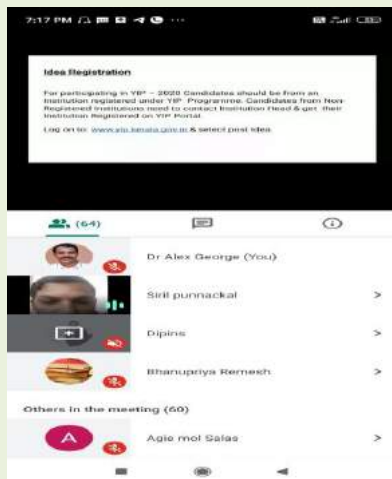 7:17 PM
Idea Registration
For participating in YIP – 2020 Candidates should be from an
Institution registered under YIP Programme. Candidates from Non-
Registered Institutions need to contact Institution Head & get their
Institution Registered on YIP Portal.
Log on to: www.yip.kerala.gov.in & select post idea
(64)
Dr Alex George (You)
Siril punnackal
Dipins
Bhanupriya Remesh
Others in the meeting (60)
A
Agie mol Salas